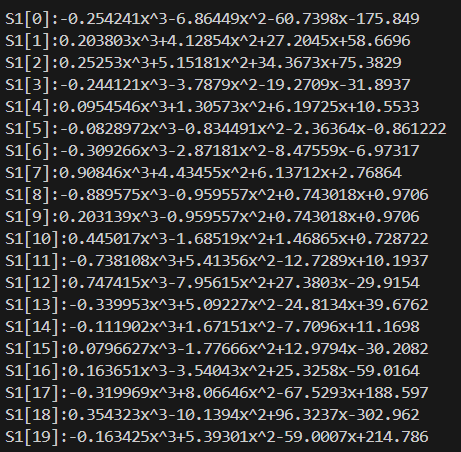 S1[0]:-0.254241x^3-6.86449x^2-60.7398x-175.849
S1[1]:0.203803x^3+4.12854x^2+27.2045x+58.6696
S1[2]:0.25253x^3+5.15181x^2+34.3673x+75.3829
S1[3]:-0.244121x^3-3.7879x^2-19.2709x-31.8937
S1[4]:0.0954546x^3+1.30573x^2+6.19725x+10.5533
S1[5]:-0.0828972x^3-0.834491x^2-2.36364x-0.861222
S1[6]:-0.309266x^3-2.87181x^2-8.47559x-6.97317
S1[7]:0.90846x^3+4.43455x^2+6.13712x+2.76864
S1[8]:-0.889575x^3-0.959557x^2+0.743018x+0.9706
S1[9]:0.203139x^3-0.959557x^2+0.743018x+0.9706
S1[10]:0.445017x^3-1.68519x^2+1.46865x+0.728722
S1[11]:-0.738108x^3+5.41356x^2-12.7289x+10.1937
S1[12]:0.747415x^3-7.95615x^2+27.3803x-29.9154
S1[13]:-0.339953x^3+5.09227x^2-24.8134x+39.6762
S1[14]:-0.111902x^3+1.67151x^2-7.7096x+11.1698
S1[15]:0.0796627x^3-1.77666x^2+12.9794x-30.2082
S1[16]:0.163651x^3-3.54043x^2+25.3258x-59.0164
S1[17]:-0.319969x^3+8.06646x^2-67.5293x+188.597
S1[18]:0.354323x^3-10.1394x^2+96.3237x-302.962
S1[19]:-0.163425x^3+5.39301x^2-59.0007x+214.786